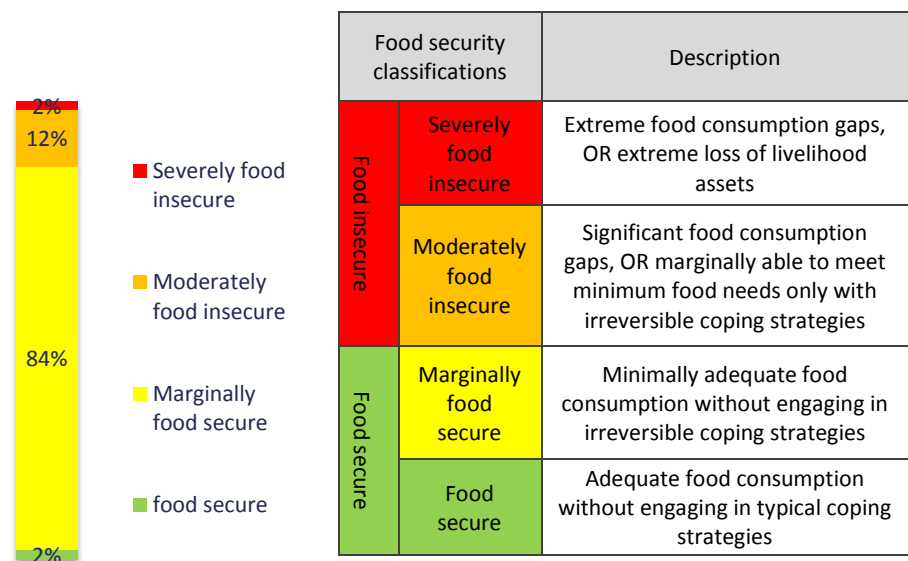 2%
12%
84%
2%
Severely food
insecure
Moderately
food insecure
Marginally
food secure
food secure
Food security
classifications
Description
Food insecure
Severely
food
insecure
Extreme food consumption gaps,
OR extreme loss of livelihood
assets
Moderately
food
insecure
Significant food consumption
gaps, OR marginally able to meet
minimum food needs only with
irreversible coping strategies
Food secure
Marginally
food
secure
Minimally adequate food
consumption without engaging in
irreversible coping strategies
Food
secure
Adequate food consumption
without engaging in typical coping
strategies